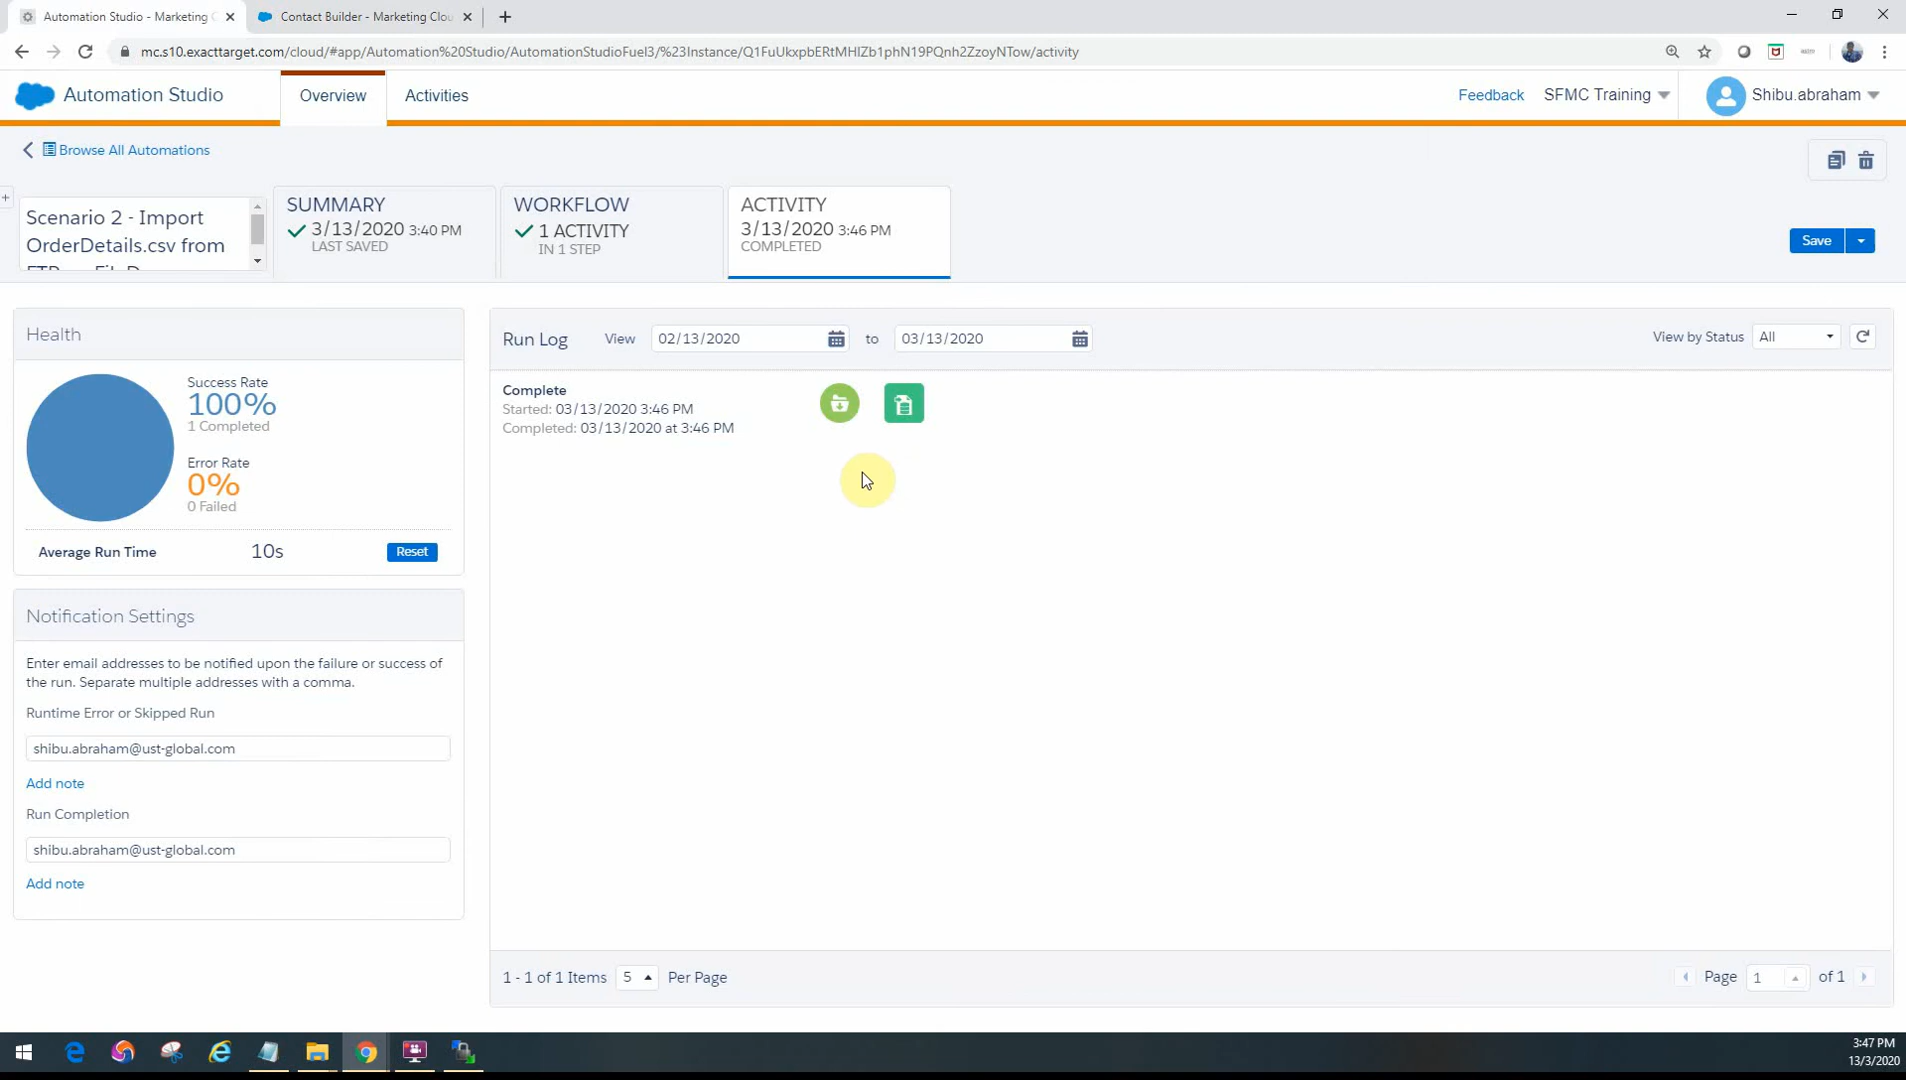 Automation Studio - Marketing C
Contact Builder - Marketing Clou
mc.s10.exacttarget.com/cloud/#app/Automation%20Studio/AutomationStudioFuel3/%23Instance/Q1FuUkxpbERtMHlZb1phN19PQnh2ZzoyNTow/activity
Automation Studio
Overview
Activities
Feedback
SFMC Training
Shibu.abraham
Browse All Automations
Scenario 2 - Import
OrderDetails.csv from
SUMMARY
3/13/2020 3:40 PM
LAST SAVED
WORKFLOW
1 ACTIVITY
IN 1 STEP
ACTIVITY
3/13/2020 3:46 PM
COMPLETED
Save
Health
Success Rate
100%
1 Completed
Error Rate
0%
0 Failed
Average Run Time
10s
Reset
Run Log
View
02/13/2020
to
03/13/2020
View by Status
All
Complete
Started: 03/13/2020 3:46 PM
Completed: 03/13/2020 at 3:46 PM
Notification Settings
Enter email addresses to be notified upon the failure or success of
the run. Separate multiple addresses with a comma.
Runtime Error or Skipped Run
shibu.abraham@ust-global.com
Add note
Run Completion
shibu.abraham@ust-global.com
Add note
1 - 1 of 1 Items
5
Per Page
Page
1
of 1
3:47 PM
13/3/2020